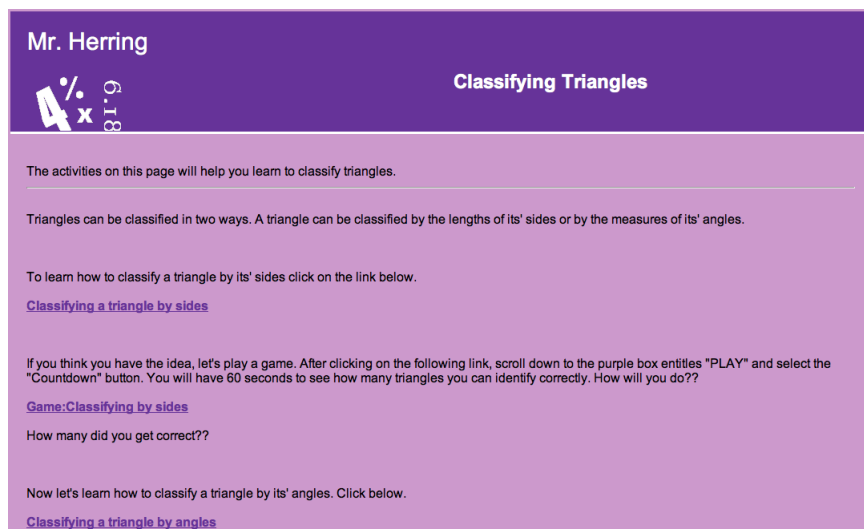 Mr. Herring
4 % x 6.18
Classifying Triangles
The activities on this page will help you learn to classify triangles.
Triangles can be classified in two ways. A triangle can be classified by the lengths of its' sides or by the measures of its' angles.
To learn how to classify a triangle by its' sides click on the link below.
Classifying a triangle by sides
If you think you have the idea, let's play a game. After clicking on the following link, scroll down to the purple box entitles "PLAY" and select the
"Countdown" button. You will have 60 seconds to see how many triangles you can identify correctly. How will you do??
Game:Classifying by sides
How many did you get correct??
Now let's learn how to classify a triangle by its' angles. Click below.
Classifying a triangle by angles